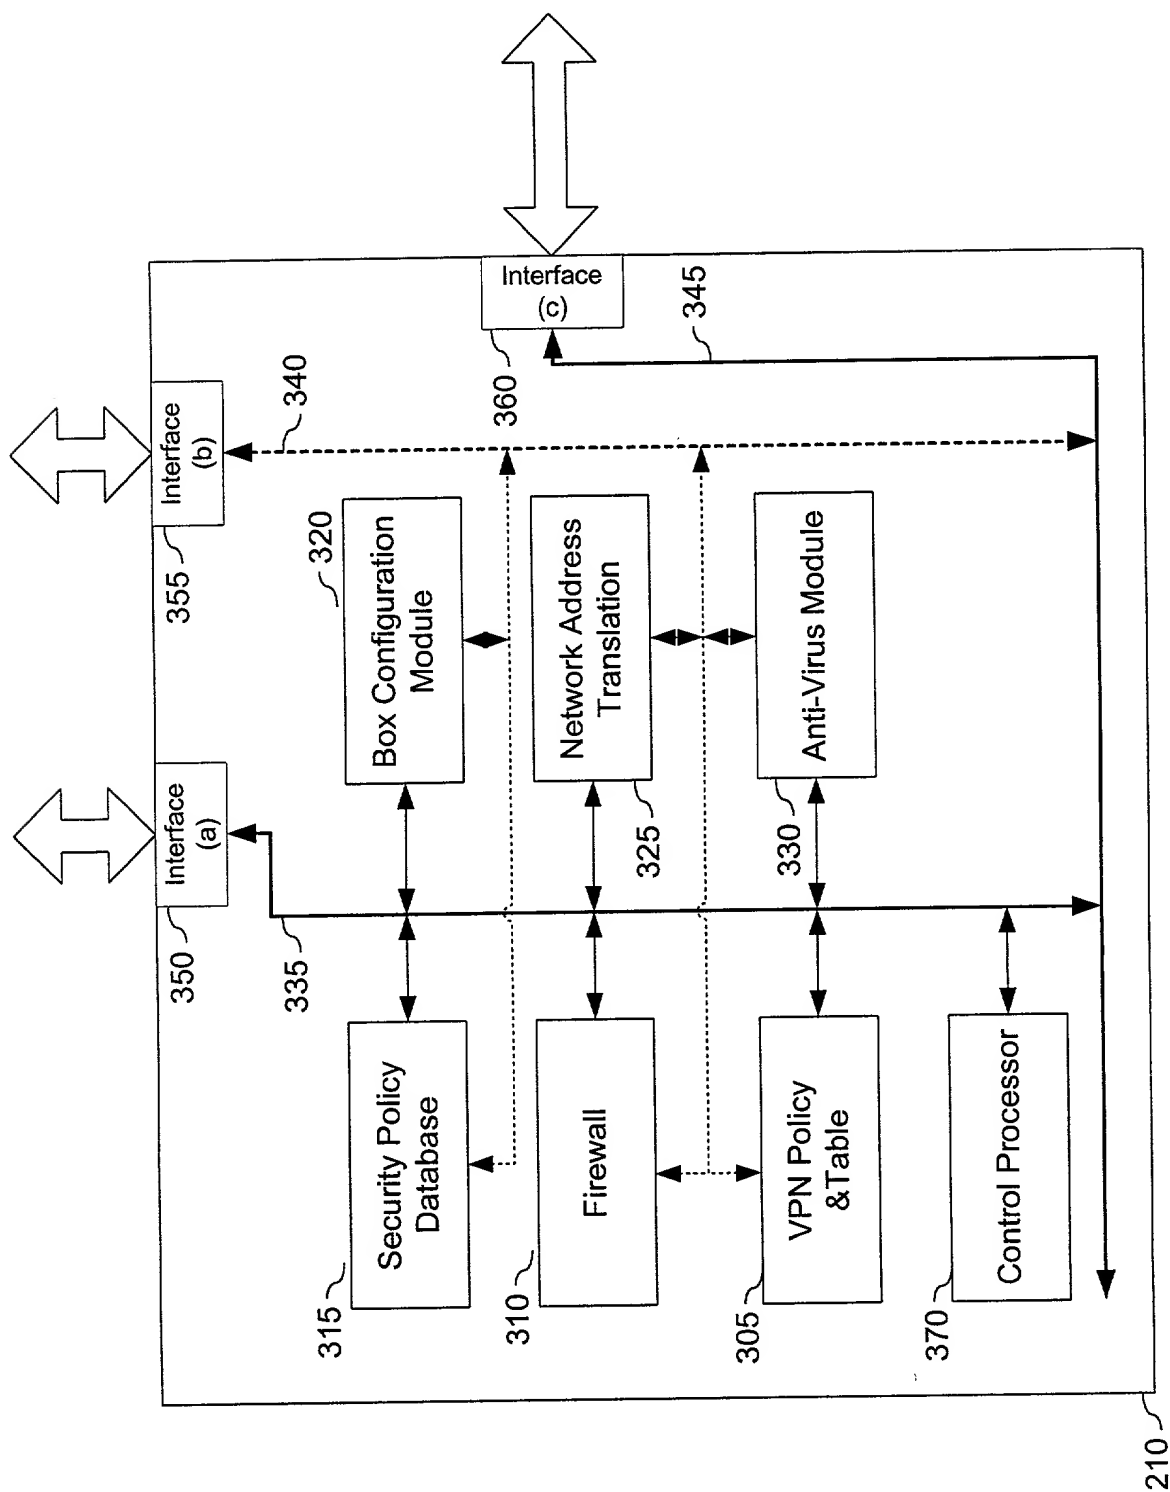 210
315
Security Policy
Database
310
Firewall
305
VPN Policy
&Table
370
Control Processor
350
Interface
(a)
335
320
Box Configuration
Module
325
Network Address
Translation
330
Anti-Virus Module
355
Interface
(b)
340
360
Interface
(c)
345